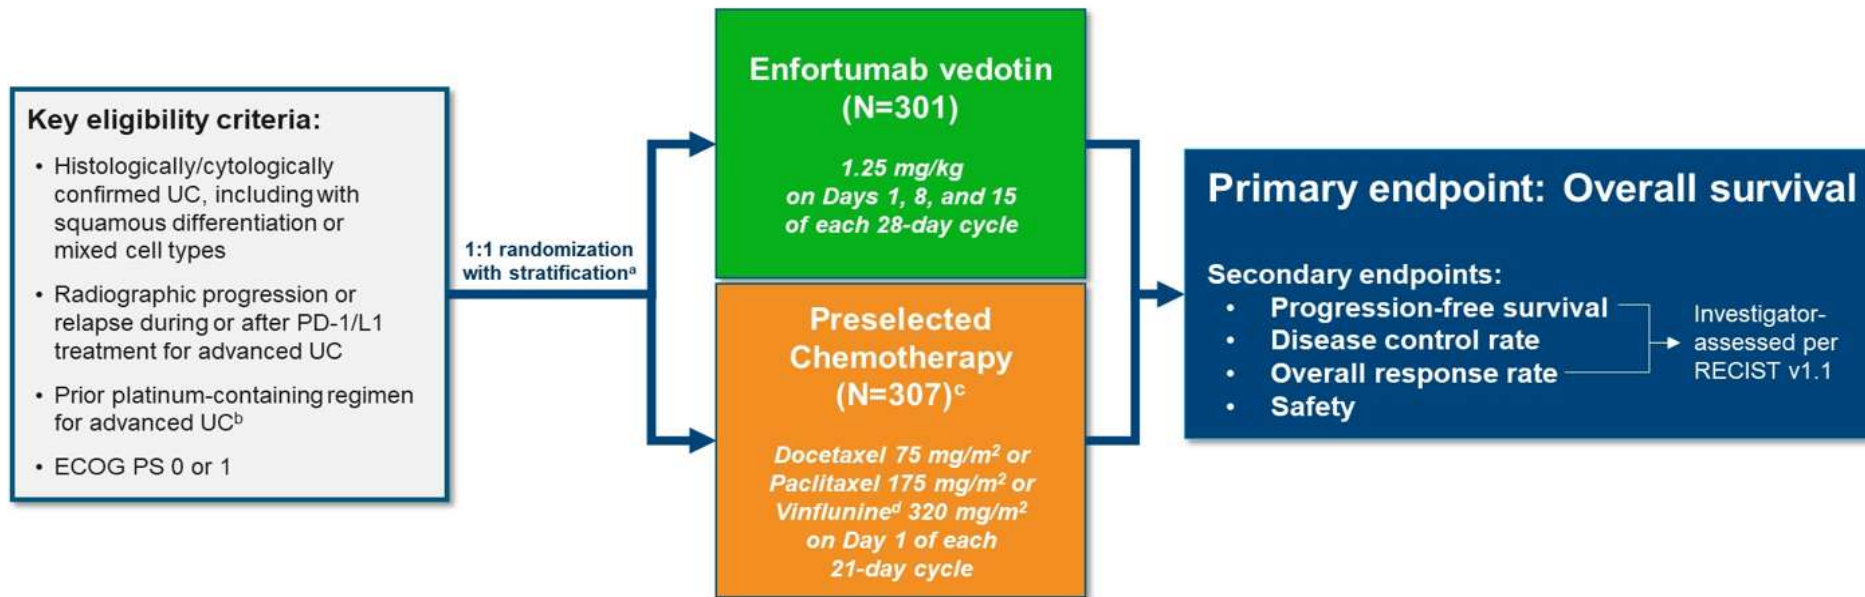 Key eligibility criteria:
• Histologically/cytologically
confirmed UC, including with
squamous differentiation or
mixed cell types
• Radiographic progression or
relapse during or after PD-1/L1
treatment for advanced UC
• Prior platinum-containing regimen
for advanced UCᵇ
• ECOG PS 0 or 1
1:1 randomization
with stratificationᵃ
Enfortumab vedotin
(N=301)
1.25 mg/kg
on Days 1, 8, and 15
of each 28-day cycle
Preselected
Chemotherapy
(N=307)ᶜ
Docetaxel 75 mg/m² or
Paclitaxel 175 mg/m² or
Vinflunineᵈ 320 mg/m²
on Day 1 of each
21-day cycle
Primary endpoint: Overall survival
Secondary endpoints:
• Progression-free survival
• Disease control rate
• Overall response rate
• Safety
Investigator-
assessed per
RECIST v1.1